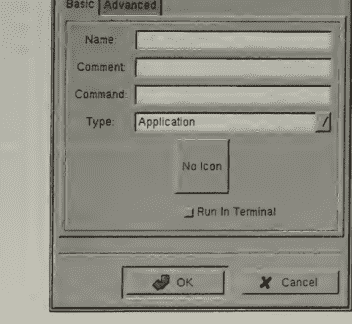 Basic Advanced
Name:
Comment:
Command:
Type: Application
No Icon
Run In Terminal
OK Cancel